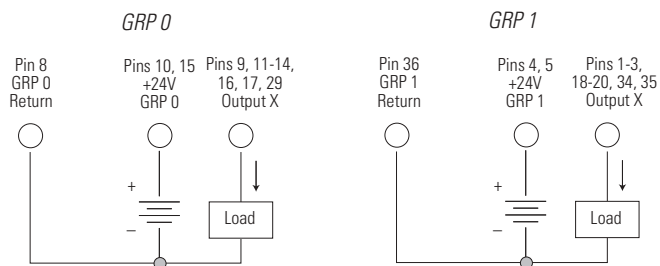 GRP 0
GRP 1
Pin 8
GRP 0
Return
Pins 10, 15
+24V
GRP 0
Pins 9, 11-14,
16, 17, 29
Output X
Pin 36
GRP 1
Return
Pins 4, 5
+24V
GRP 1
Pins 1-3,
18-20, 34, 35
Output X
+
–
Load
+
–
Load